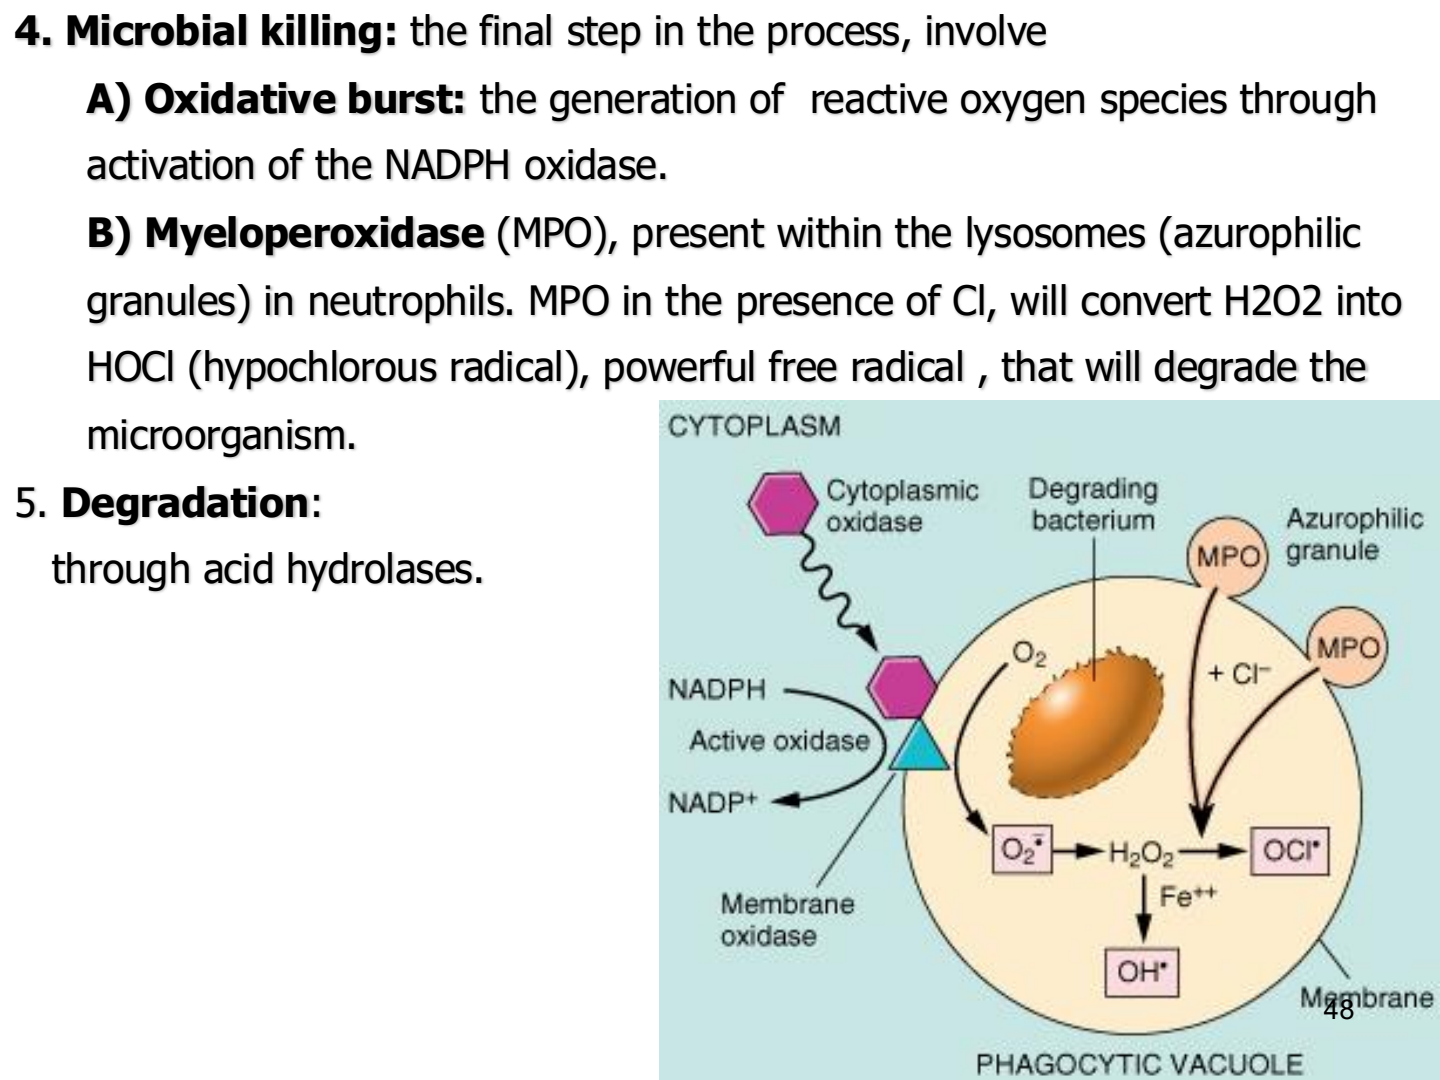 4. Microbial killing: the final step in the process, involve
A) Oxidative burst: the generation of  reactive oxygen species through
activation of the NADPH oxidase.
B) Myeloperoxidase (MPO), present within the lysosomes (azurophilic
granules) in neutrophils. MPO in the presence of Cl, will convert H2O2 into
HOCl (hypochlorous radical), powerful free radical , that will degrade the
microorganism.
5. Degradation:
through acid hydrolases.
CYTOPLASM
Cytoplasmic
oxidase
Degrading
bacterium
Azurophilic
granule
MPO
MPO
O₂
+ Cl⁻
NADPH
Active oxidase
NADP⁺
O₂•̄
H₂O₂
OCl•
Fe⁺⁺
Membrane
oxidase
OH•
Membrane
48
PHAGOCYTIC VACUOLE